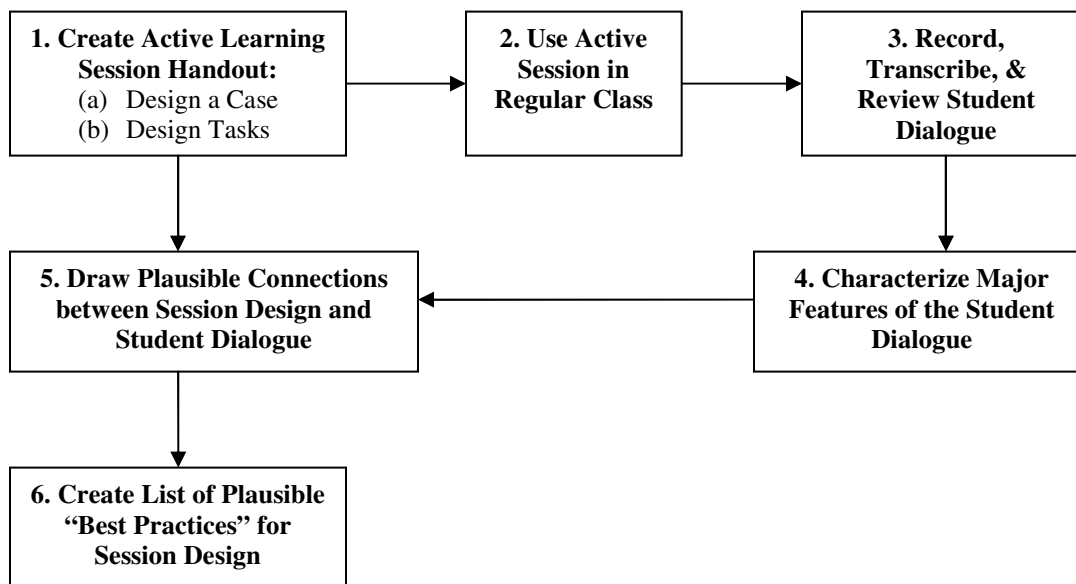 1. Create Active Learning
Session Handout:
(a) Design a Case
(b) Design Tasks
2. Use Active
Session in
Regular Class
3. Record,
Transcribe, &
Review Student
Dialogue
5. Draw Plausible Connections
between Session Design and
Student Dialogue
4. Characterize Major
Features of the Student
Dialogue
6. Create List of Plausible
“Best Practices” for
Session Design